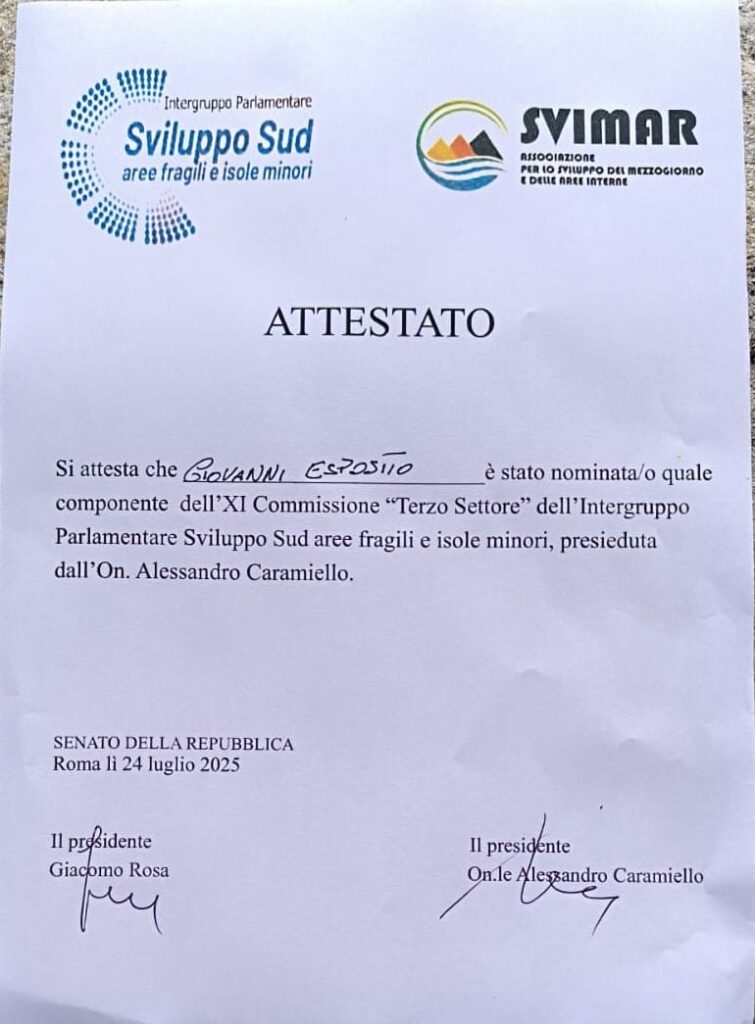 Intergruppo Parlamentare
Sviluppo Sud
aree fragili e isole minori
SVIMAR
ASSOCIAZIONE
PER LO SVILUPPO DEL MEZZOGIORNO
E DELLE AREE INTERNE
ATTESTATO
Si attesta che GIOVANNI ESPOSITO è stato nominata/o quale
componente dell'XI Commissione “Terzo Settore” dell'Intergruppo
Parlamentare Sviluppo Sud aree fragili e isole minori, presieduta
dall'On. Alessandro Caramiello.
SENATO DELLA REPUBBLICA
Roma lì 24 luglio 2025
Il presidente
Giacomo Rosa
Il presidente
On.le Alessandro Caramiello